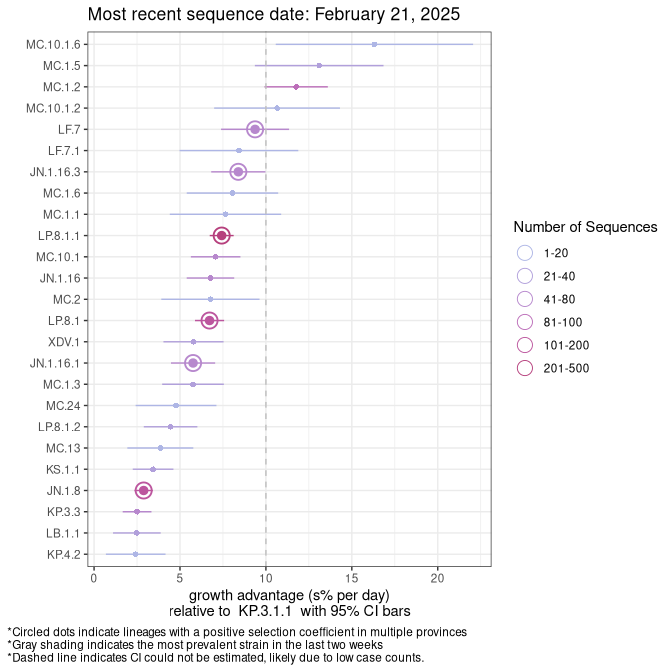 Most recent sequence date: February 21, 2025
MC.10.1.6
MC.1.5
MC.1.2
MC.10.1.2
LF.7
LF.7.1
JN.1.16.3
MC.1.6
MC.1.1
LP.8.1.1
MC.10.1
JN.1.16
MC.2
LP.8.1
XDV.1
JN.1.16.1
MC.1.3
MC.24
LP.8.1.2
MC.13
KS.1.1
JN.1.8
KP.3.3
LB.1.1
KP.4.2
0 5 10 15 20
growth advantage (s% per day)
relative to KP.3.1.1 with 95% CI bars
Number of Sequences
1-20
21-40
41-80
81-100
101-200
201-500
*Circled dots indicate lineages with a positive selection coefficient in multiple provinces
*Gray shading indicates the most prevalent strain in the last two weeks
*Dashed line indicates CI could not be estimated, likely due to low case counts.